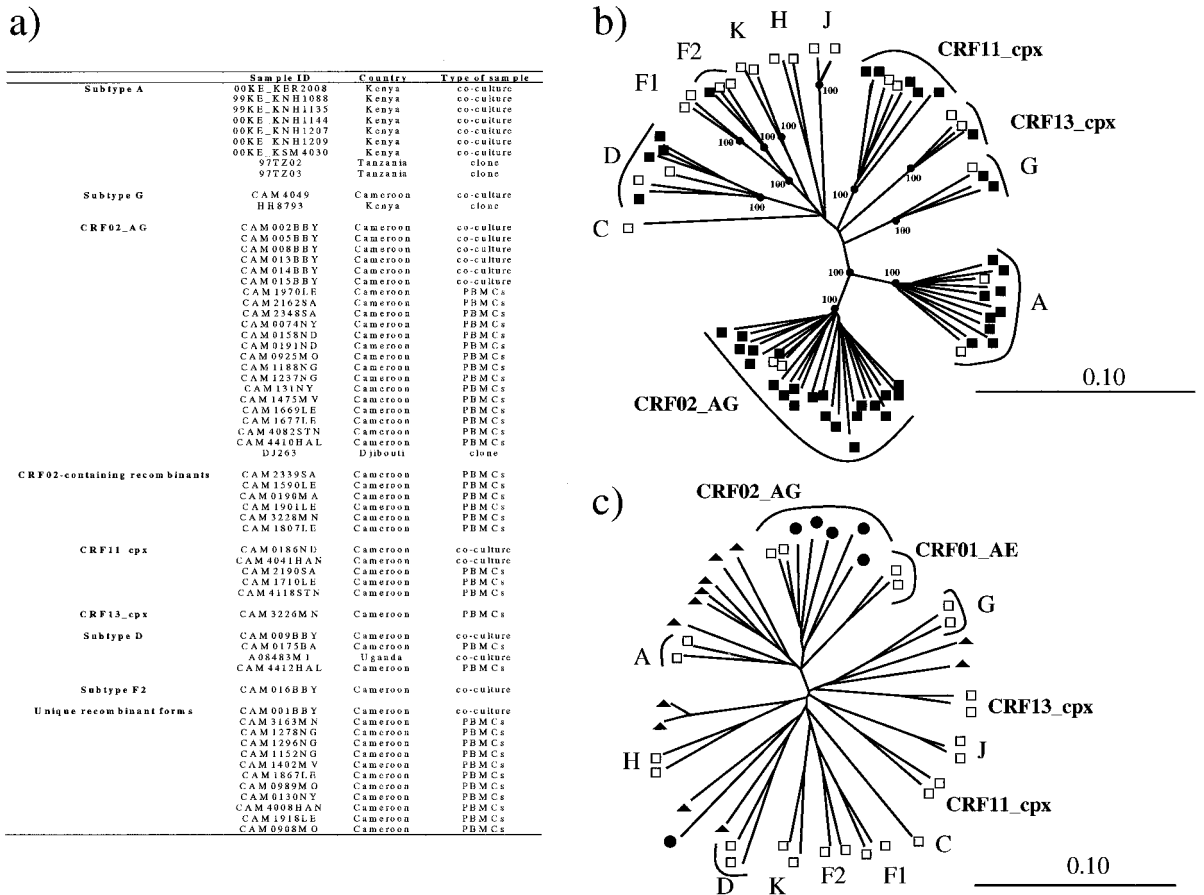 a)
Sample ID Country Type of sample
Subtype A 00KE_KER2008 Kenya co-culture
99KE_KNH1088 Kenya co-culture
99KE_KNH1135 Kenya co-culture
00KE_KNH1144 Kenya co-culture
00KE_KNH1207 Kenya co-culture
00KE_KNH1209 Kenya co-culture
00KE_KSM4030 Kenya co-culture
97TZ02 Tanzania clone
97TZ03 Tanzania clone
Subtype G CAM4049 Cameroon co-culture
HH8793 Kenya clone
CRF02_AG CAM002BBY Cameroon co-culture
CAM005BBY Cameroon co-culture
CAM008BBY Cameroon co-culture
CAM013BBY Cameroon co-culture
CAM014BBY Cameroon co-culture
CAM015BBY Cameroon co-culture
CAM1970LE Cameroon PBMCs
CAM2162SA Cameroon PBMCs
CAM2348SA Cameroon PBMCs
CAM0074NY Cameroon PBMCs
CAM0158ND Cameroon PBMCs
CAM0191ND Cameroon PBMCs
CAM0925MO Cameroon PBMCs
CAM1188NG Cameroon PBMCs
CAM1237NG Cameroon PBMCs
CAM131NY Cameroon PBMCs
CAM1475MV Cameroon PBMCs
CAM1669LE Cameroon PBMCs
CAM1677LE Cameroon PBMCs
CAM4082STN Cameroon PBMCs
CAM4410HAL Cameroon PBMCs
DJ263 Djibouti clone
CRF02-containing recombinants CAM2339SA Cameroon PBMCs
CAM1590LE Cameroon PBMCs
CAM0190MA Cameroon PBMCs
CAM1901LE Cameroon PBMCs
CAM3228MN Cameroon PBMCs
CAM1807LE Cameroon PBMCs
CRF11_cpx CAM0186ND Cameroon co-culture
CAM4041HAN Cameroon co-culture
CAM2190SA Cameroon PBMCs
CAM1710LE Cameroon PBMCs
CAM4118STN Cameroon PBMCs
CRF13_cpx CAM3226MN Cameroon PBMCs
Subtype D CAM009BBY Cameroon co-culture
CAM0175BA Cameroon PBMCs
A08483M1 Uganda co-culture
CAM4412HAL Cameroon PBMCs
Subtype F2 CAM016BBY Cameroon co-culture
Unique recombinant forms CAM001BBY Cameroon co-culture
CAM3163MN Cameroon PBMCs
CAM1278NG Cameroon PBMCs
CAM1296NG Cameroon PBMCs
CAM1152NG Cameroon PBMCs
CAM1402MV Cameroon PBMCs
CAM1867LE Cameroon PBMCs
CAM0989MO Cameroon PBMCs
CAM0130NY Cameroon PBMCs
CAM4008HAN Cameroon PBMCs
CAM1918LE Cameroon PBMCs
CAM0908MO Cameroon PBMCs
b)
J
H
K
F2
F1
D
C
CRF11_cpx
CRF13_cpx
G
A
CRF02_AG
100
100
100
100
100
100
100
100
100
100
100
100
0.10
c)
CRF02_AG
CRF01_AE
G
CRF13_cpx
J
CRF11_cpx
C
F1
F2
K
D
H
A
0.10